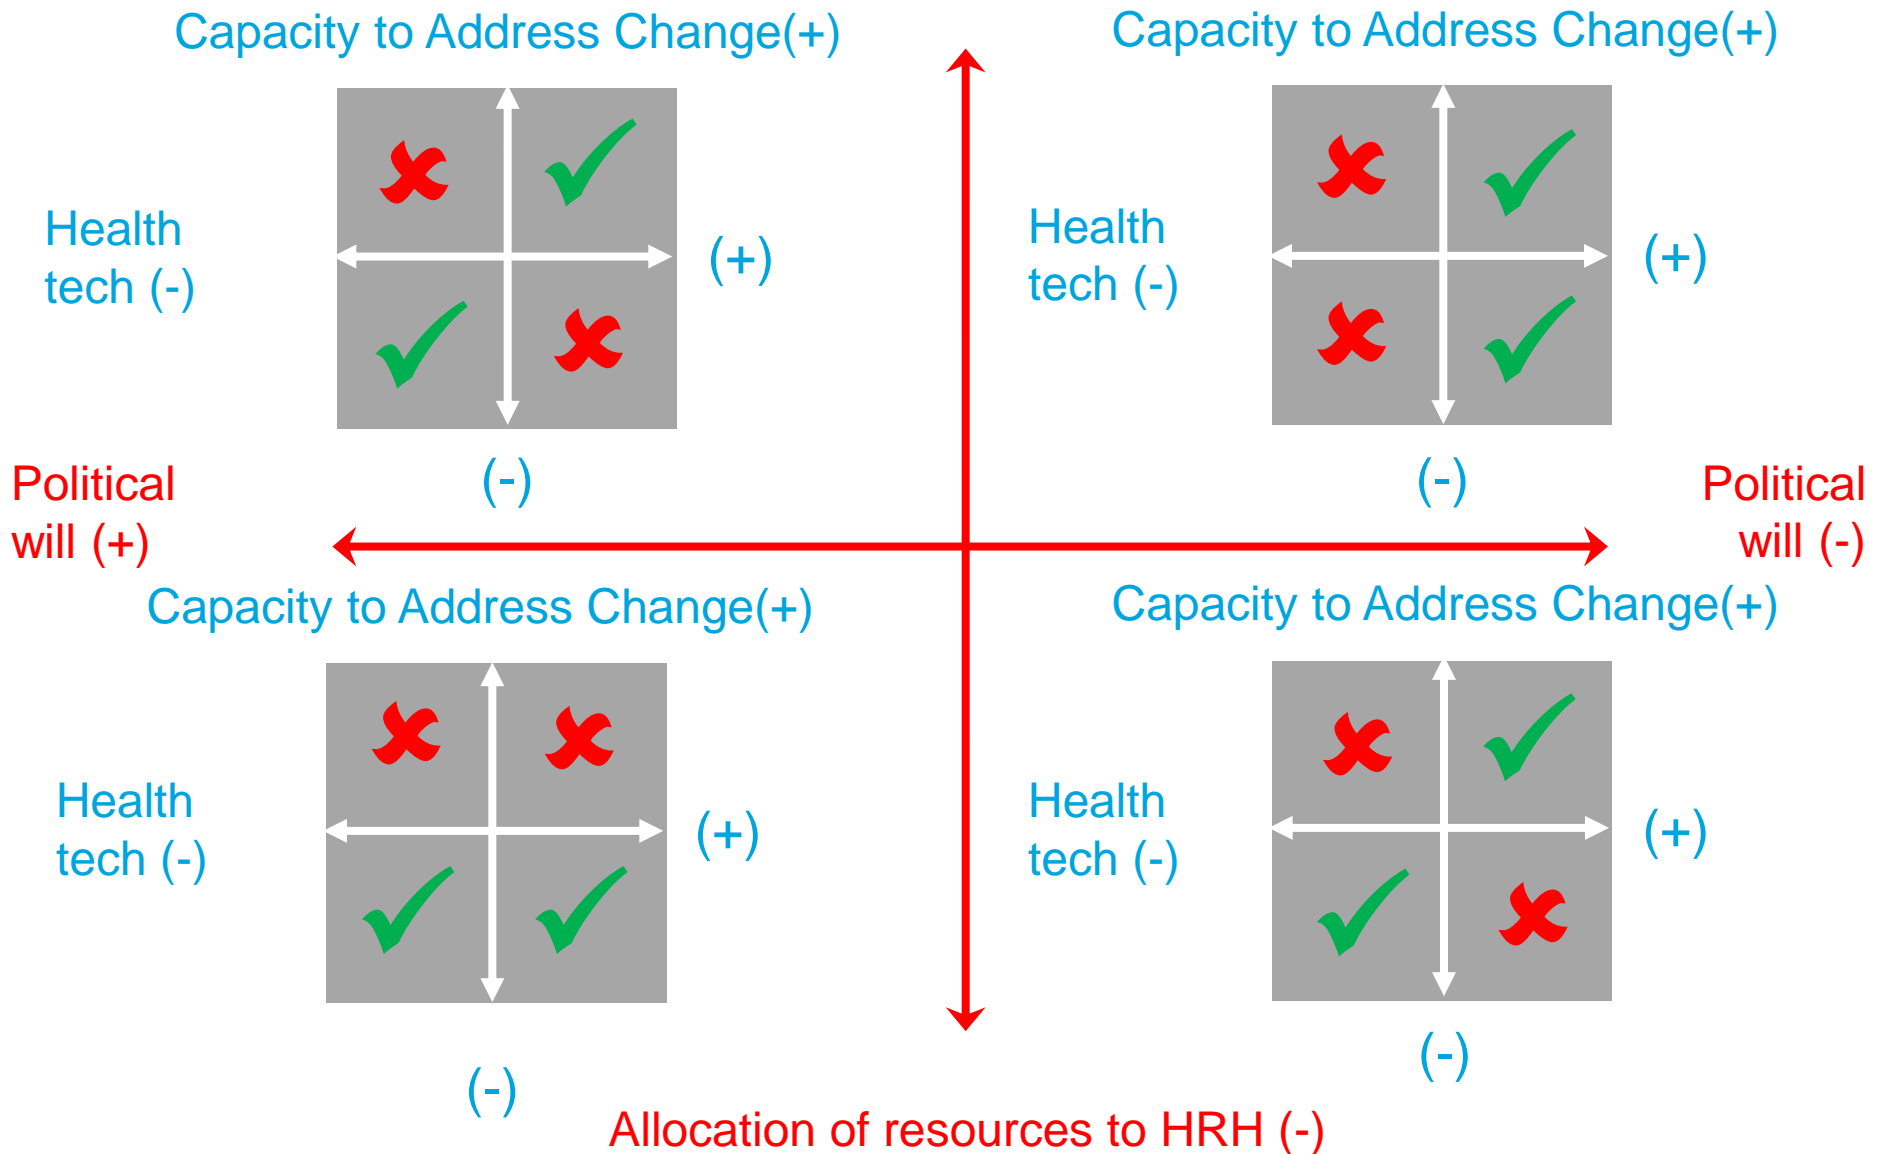 Capacity to Address Change(+)
Capacity to Address Change(+)
Health
tech (-)
(+)
Health
tech (-)
(+)
(-)
(-)
Political
will (+)
Political
will (-)
Capacity to Address Change(+)
Capacity to Address Change(+)
Health
tech (-)
(+)
Health
tech (-)
(+)
(-)
(-)
Allocation of resources to HRH (-)